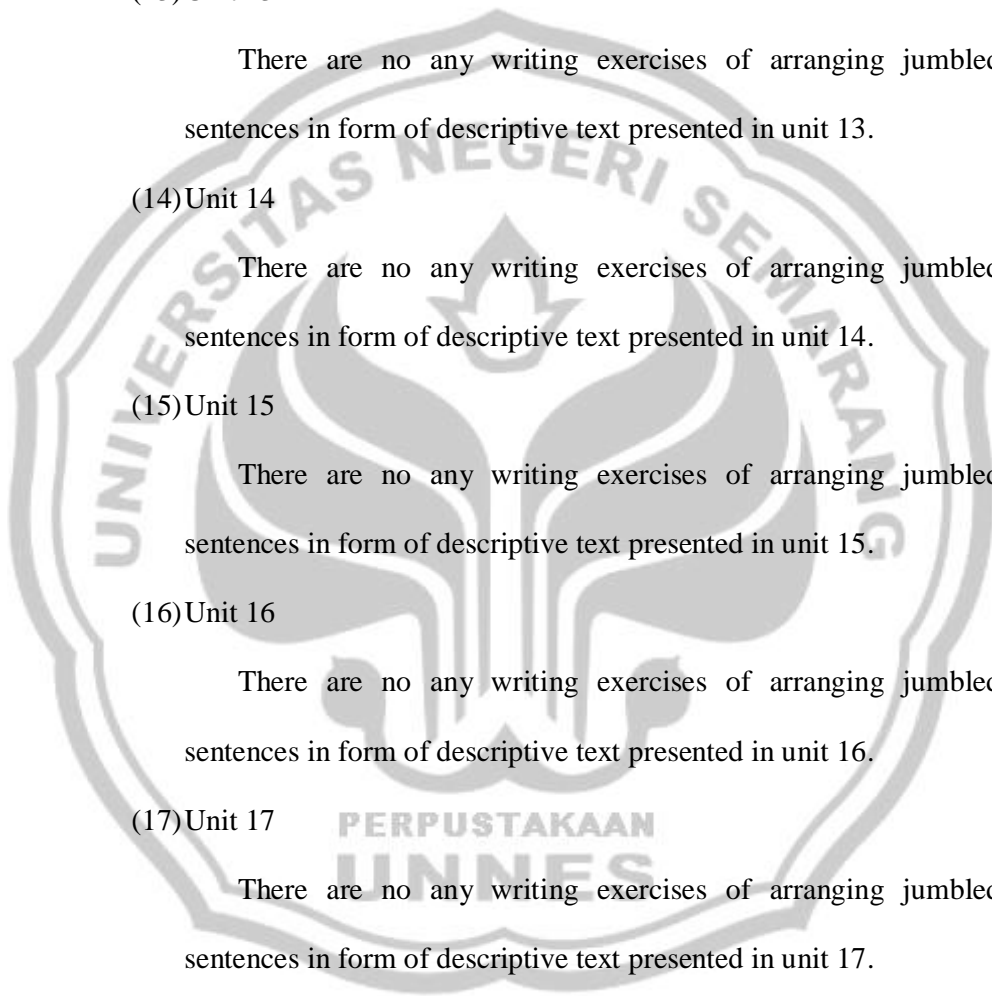 There are no any writing exercises of arranging jumbled
sentences in form of descriptive text presented in unit 13.
(14)Unit 14
There are no any writing exercises of arranging jumbled
sentences in form of descriptive text presented in unit 14.
(15)Unit 15
There are no any writing exercises of arranging jumbled
sentences in form of descriptive text presented in unit 15.
(16)Unit 16
There are no any writing exercises of arranging jumbled
sentences in form of descriptive text presented in unit 16.
(17)Unit 17
There are no any writing exercises of arranging jumbled
sentences in form of descriptive text presented in unit 17.
UNIVERSITAS NEGERI SEMARANG
PERPUSTAKAAN
UNNES